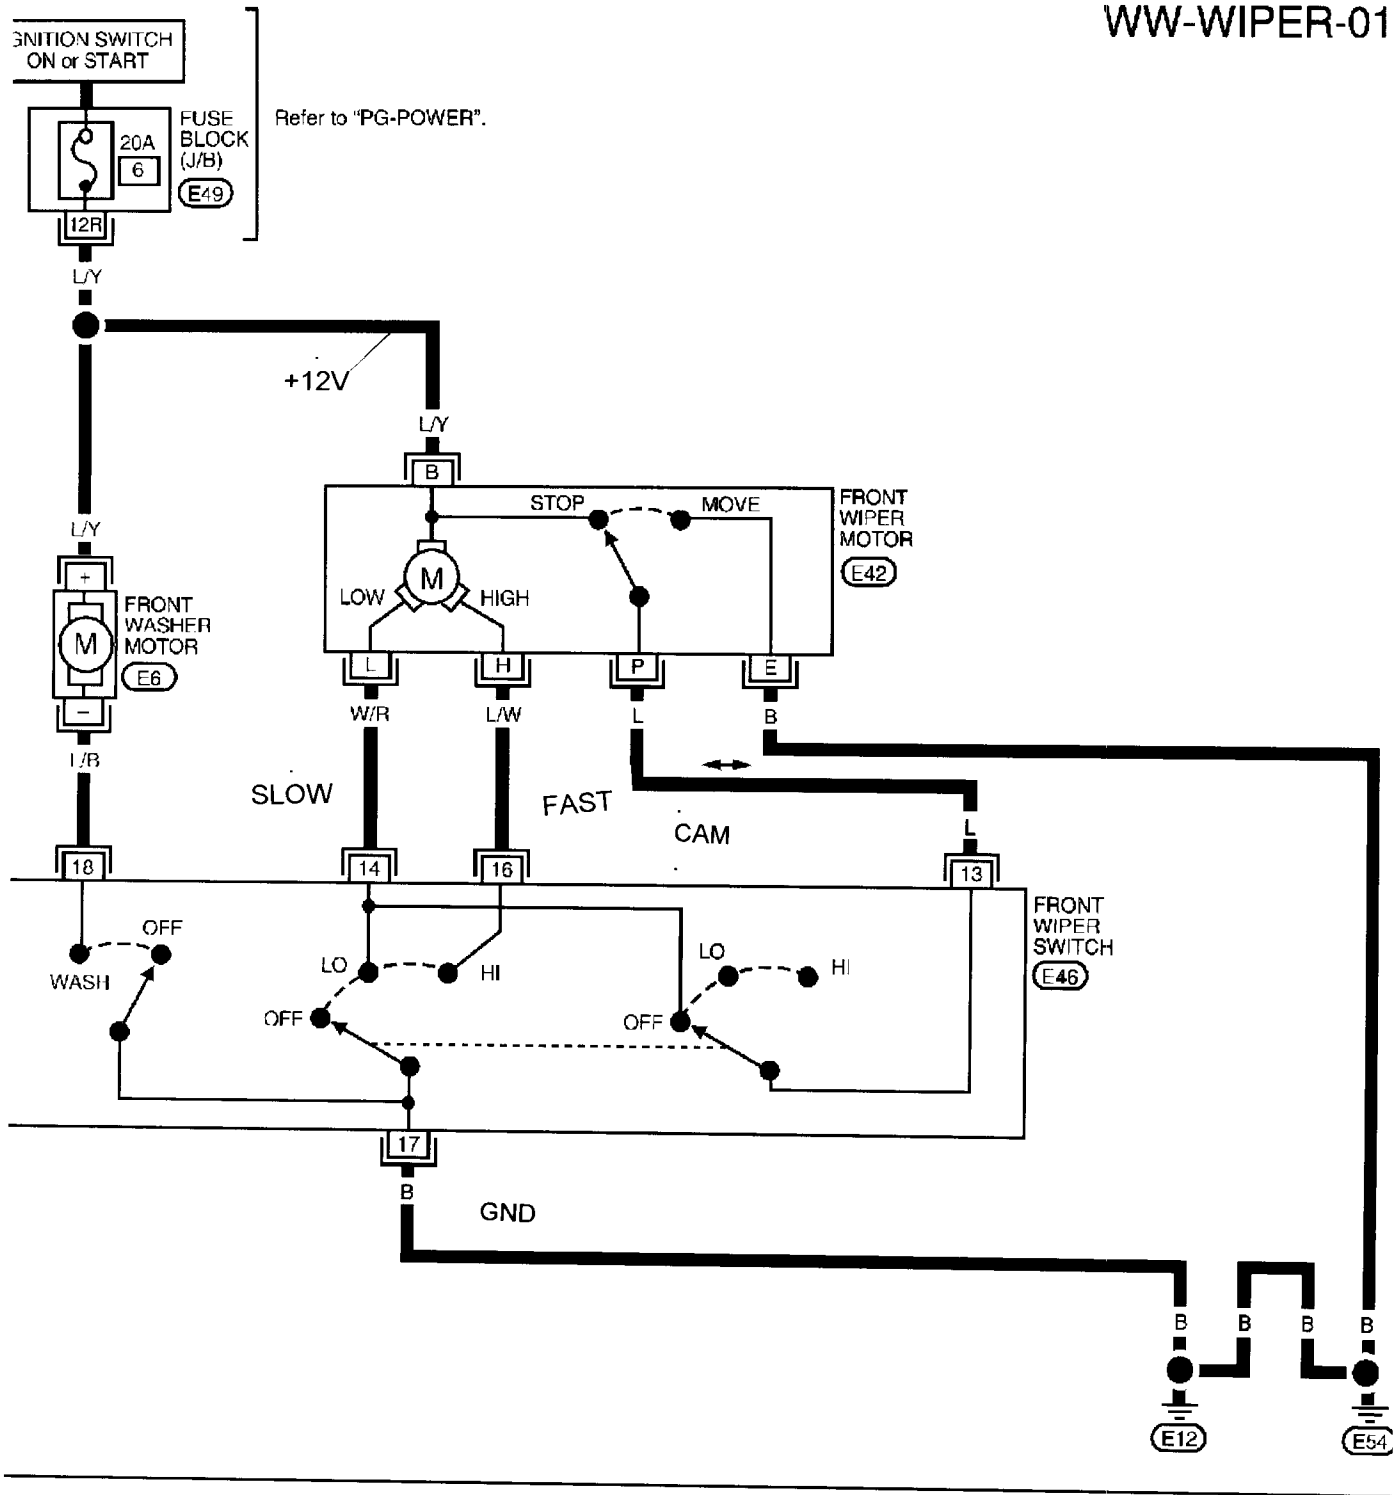 WW-WIPER-01
GNITION SWITCH
ON or START
FUSE
BLOCK
(J/B)
E49
20A
6
Refer to "PG-POWER".
12R
L/Y
+12V
L/Y
B
STOP
MOVE
FRONT
WIPER
MOTOR
E42
L/Y
+
M
FRONT
WASHER
MOTOR
E6
–
L/B
M
LOW
HIGH
L
H
P
E
W/R
L/W
L
B
SLOW
FAST
CAM
L
18
14
16
13
FRONT
WIPER
SWITCH
E46
OFF
WASH
LO
HI
OFF
LO
HI
OFF
17
B
GND
B
B
B
B
E12
E54